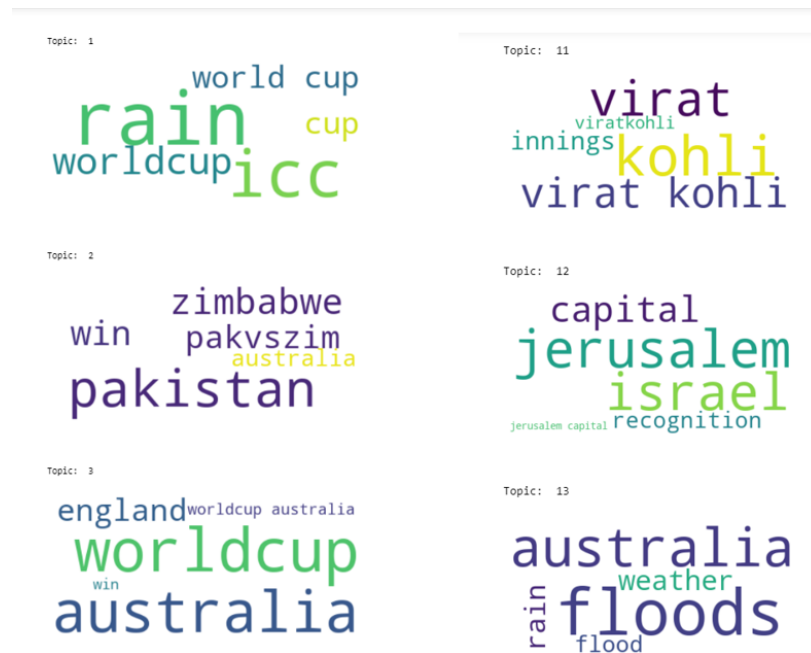 Topic: 1
world cup
rain
cup
worldcup
icc
Topic: 2
zimbabwe
win
pakvszim
australia
pakistan
Topic: 3
england
worldcup australia
worldcup
win
australia
Topic: 11
virat
viratkohli
innings
kohli
virat kohli
Topic: 12
capital
jerusalem
israel
jerusalem capital
recognition
Topic: 13
australia
weather
rain
floods
flood